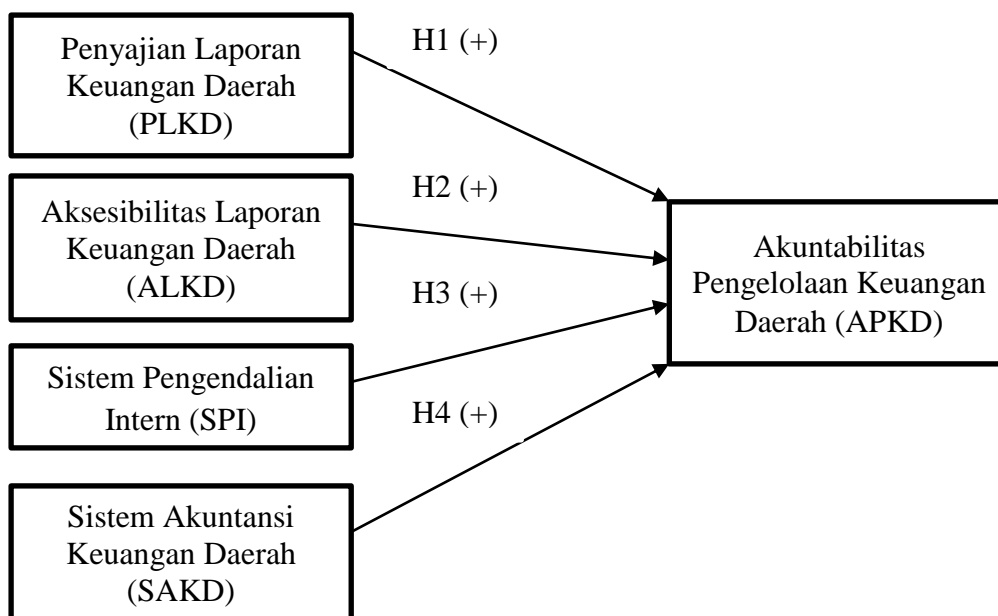 Penyajian Laporan
Keuangan Daerah
(PLKD)
H1 (+)
Aksesibilitas Laporan
Keuangan Daerah
(ALKD)
H2 (+)
Sistem Pengendalian
Intern (SPI)
H3 (+)
Sistem Akuntansi
Keuangan Daerah
(SAKD)
H4 (+)
Akuntabilitas
Pengelolaan Keuangan
Daerah (APKD)